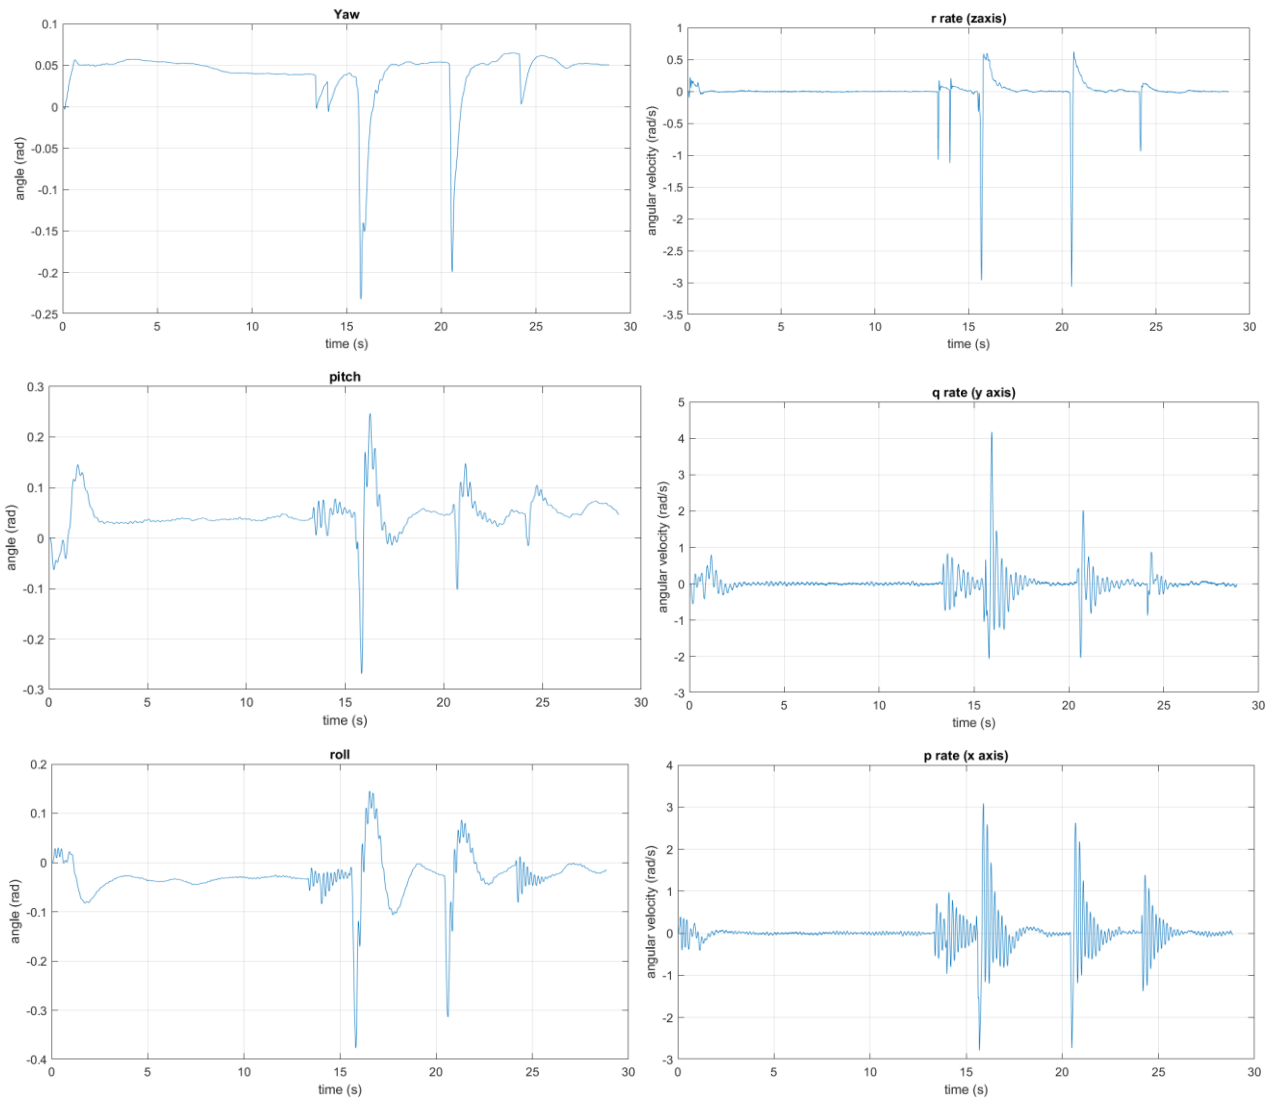 Yaw
angle (rad)
0.1
0.05
0
-0.05
-0.1
-0.15
-0.2
-0.25
0 5 10 15 20 25 30
time (s)
r rate (zaxis)
angular velocity (rad/s)
1
0.5
0
-0.5
-1
-1.5
-2
-2.5
-3
-3.5
0 5 10 15 20 25 30
time (s)
pitch
angle (rad)
0.3
0.2
0.1
0
-0.1
-0.2
-0.3
0 5 10 15 20 25 30
time (s)
q rate (y axis)
angular velocity (rad/s)
5
4
3
2
1
0
-1
-2
-3
0 5 10 15 20 25 30
time (s)
roll
angle (rad)
0.2
0.1
0
-0.1
-0.2
-0.3
-0.4
0 5 10 15 20 25 30
time (s)
p rate (x axis)
angular velocity (rad/s)
4
3
2
1
0
-1
-2
-3
0 5 10 15 20 25 30
time (s)